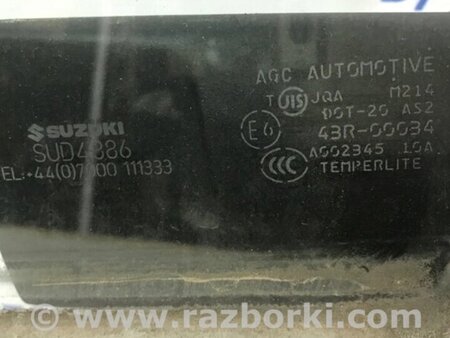 SUZUKI
SUD4886
EL:+44(0)7000 111333
AGC AUTOMOTIVE
T JIS JQA M214
DOT-20 AS2
E6 43R-00034
CCC A002345 10A
TEMPERLITE
www.razborki.com